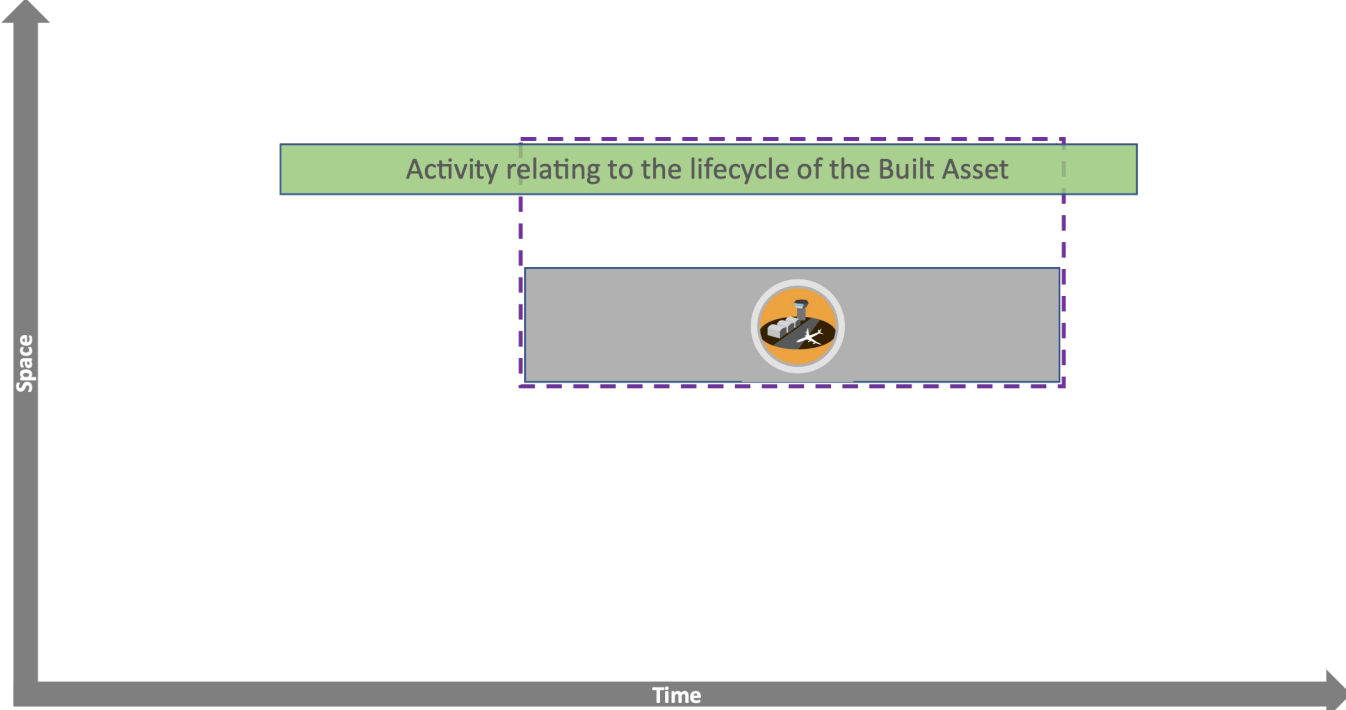 Activity relating to the lifecycle of the Built Asset
Space
Time